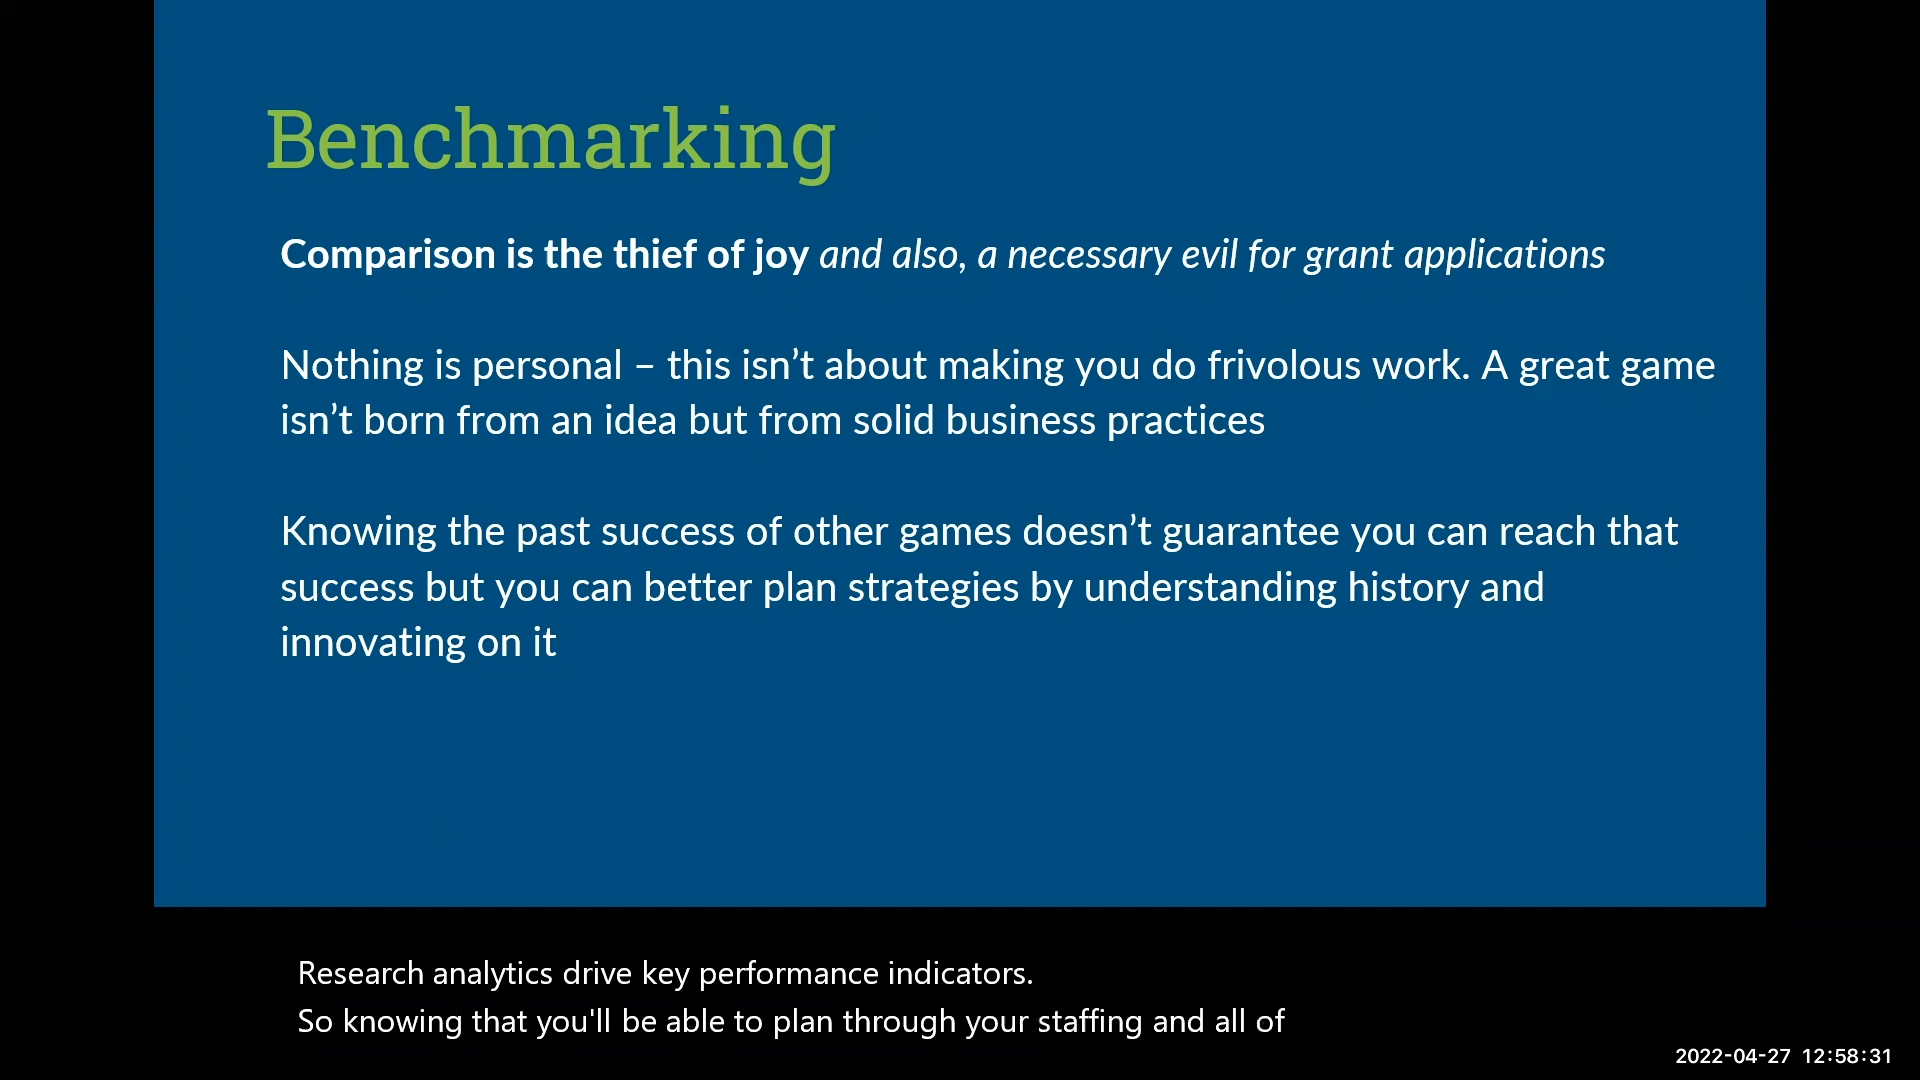 Benchmarking
Comparison is the thief of joy and also, a necessary evil for grant applications
Nothing is personal – this isn’t about making you do frivolous work. A great game
isn’t born from an idea but from solid business practices
Knowing the past success of other games doesn’t guarantee you can reach that
success but you can better plan strategies by understanding history and
innovating on it
Research analytics drive key performance indicators.
So knowing that you'll be able to plan through your staffing and all of
2022-04-27 12:58:31